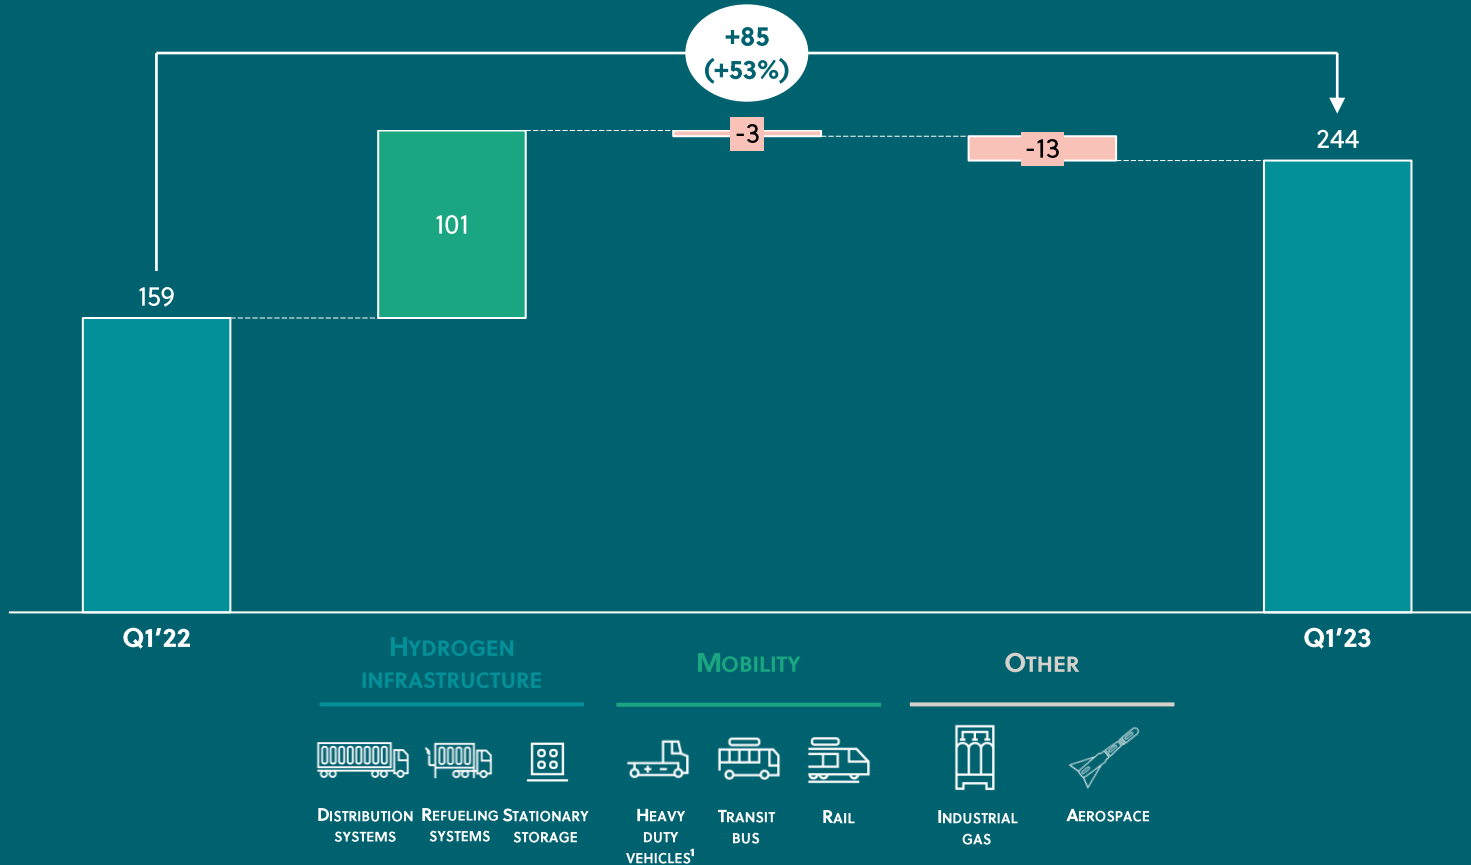 +85
(+53%)
-3
-13
244
101
159
Q1'22
Q1'23
HYDROGEN
INFRASTRUCTURE
MOBILITY
OTHER
DISTRIBUTION
SYSTEMS
REFUELING
SYSTEMS
STATIONARY
STORAGE
HEAVY
DUTY
VEHICLES¹
TRANSIT
BUS
RAIL
INDUSTRIAL
GAS
AEROSPACE